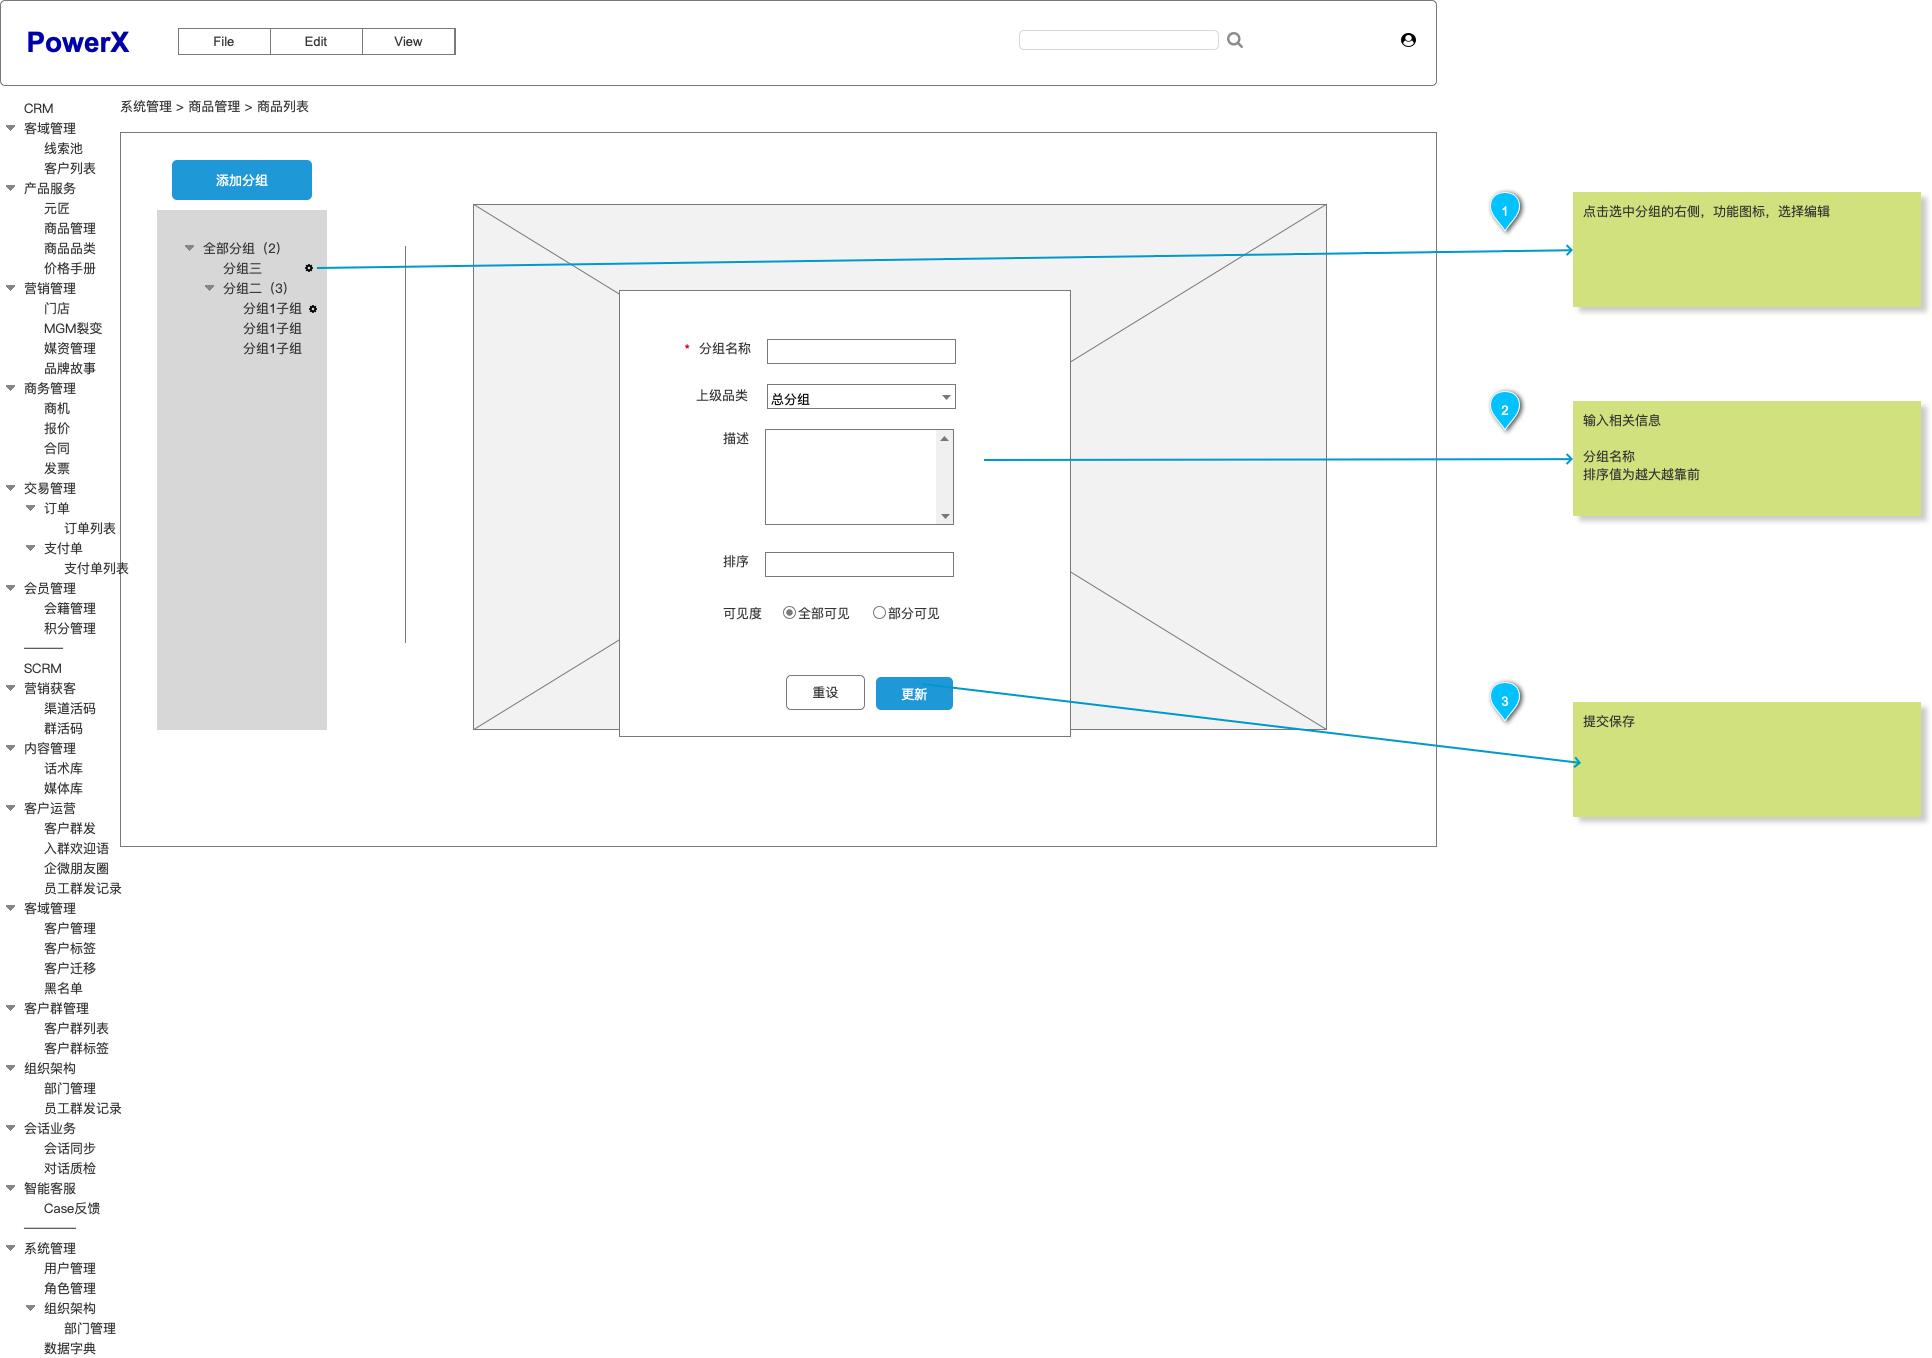 PowerX
File
Edit
View
CRM
客域管理
线索池
客户列表
产品服务
元匠
商品管理
商品品类
价格手册
营销管理
门店
MGM裂变
媒资管理
品牌故事
商务管理
商机
报价
合同
发票
交易管理
订单
订单列表
支付单
支付单列表
会员管理
会籍管理
积分管理
———
SCRM
营销获客
渠道活码
群活码
内容管理
话术库
媒体库
客户运营
客户群发
入群欢迎语
企微朋友圈
员工群发记录
客域管理
客户管理
客户标签
客户迁移
黑名单
客户群管理
客户群列表
客户群标签
组织架构
部门管理
员工群发记录
会话业务
会话同步
对话质检
智能客服
Case反馈
————
系统管理
用户管理
角色管理
组织架构
部门管理
数据字典
系统管理 > 商品管理 > 商品列表
添加分组
全部分组（2）
分组三
分组二（3）
分组1子组
分组1子组
分组1子组
* 分组名称
上级品类 总分组
描述
排序
可见度 全部可见 部分可见
重设
更新
1
点击选中分组的右侧，功能图标，选择编辑
2
输入相关信息
分组名称
排序值为越大越靠前
3
提交保存